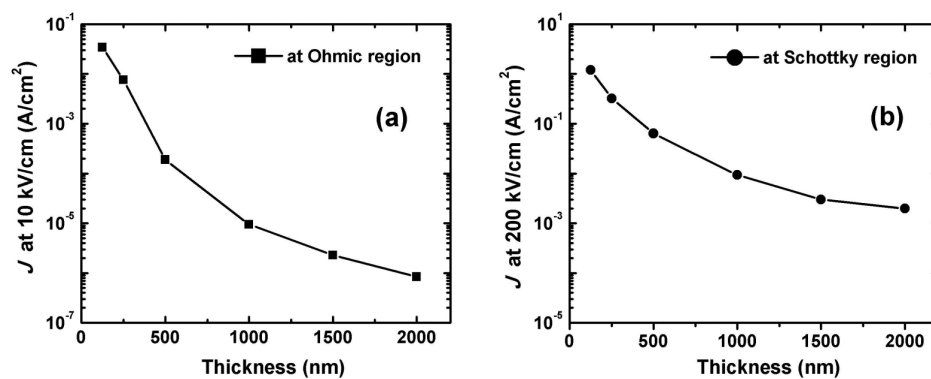 10⁻¹
10⁻³
10⁻⁵
10⁻⁷
J at 10 kV/cm (A/cm²)
at Ohmic region
(a)
0 500 1000 1500 2000
Thickness (nm)
10¹
10⁻¹
10⁻³
10⁻⁵
J at 200 kV/cm (A/cm²)
at Schottky region
(b)
0 500 1000 1500 2000
Thickness (nm)